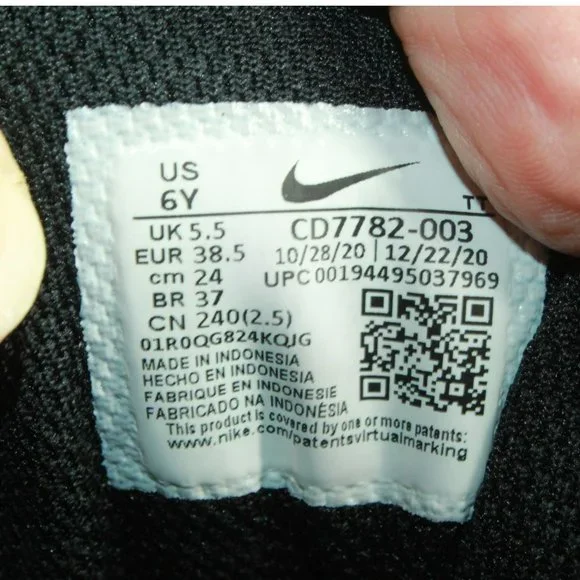 US
6Y
TT
UK 5.5
CD7782-003
EUR 38.5
10/28/20 | 12/22/20
cm 24
UPC 00194495037969
BR 37
CN 240(2.5)
01R0QG824KQJG
MADE IN INDONESIA
HECHO EN INDONESIA
FABRIQUE EN INDONESIE
FABRICADO NA INDONÉSIA
This product is covered by one or more patents:
www.nike.com/patentsvirtualmarking